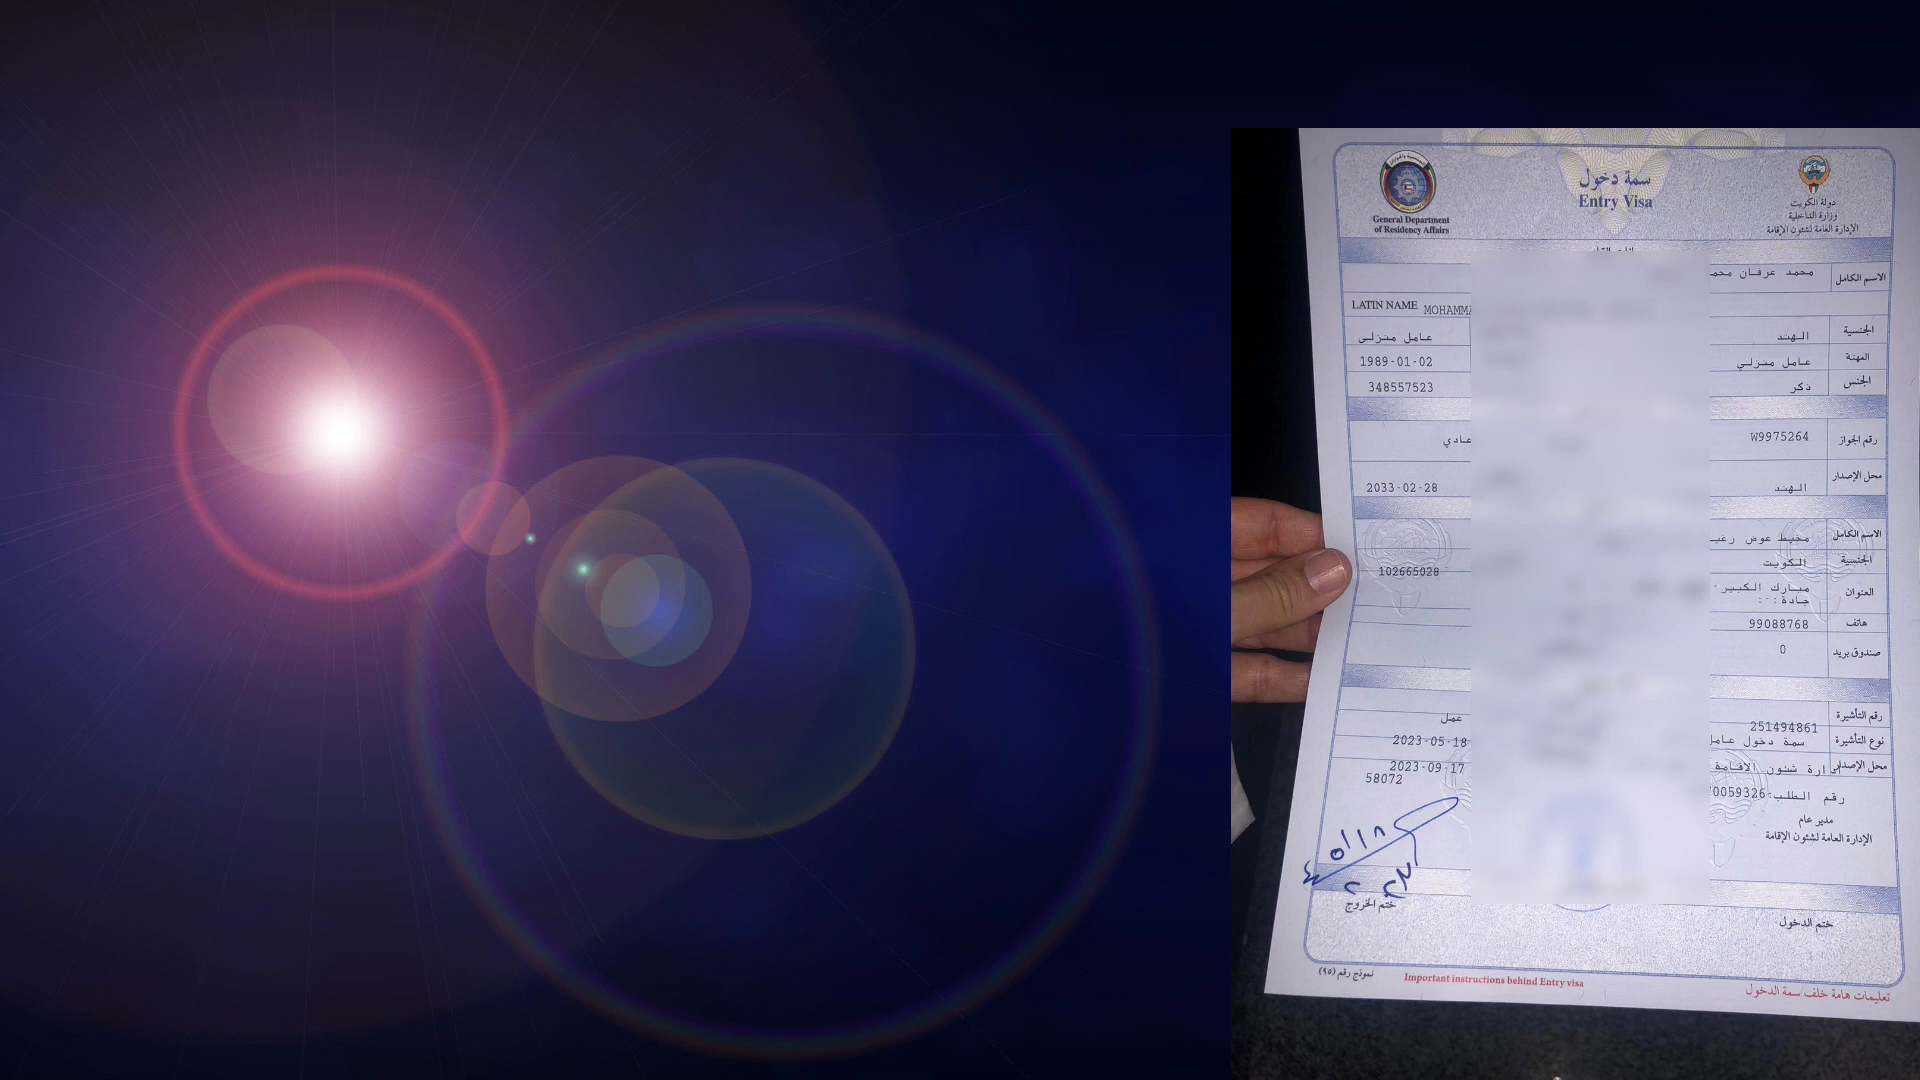 سمة دخول
Entry Visa
General Department
of Residency Affairs
دولة الكويت
وزارة الداخلية
الإدارة العامة لشئون الإقامة
الاسم الكامل محمد عرفان
LATIN NAME
الجنسية الهند عامل منزلي
المهنة عامل منزلي 1989-01-02
الجنس ذكر 348557523
رقم الجواز W9975264 عادي
محل الإصدار الهند 2033-02-28
الاسم الكامل مخيط عوض
الجنسية الكويت 102665028
العنوان مبارك الكبير-
جادة:-:
هاتف 99088768
صندوق بريد 0
رقم التأشيرة 251494861 عمل
نوع التأشيرة سمة دخول عامل 2023-05-18
محل الإصدار شئون الاقامة 2023-09-17
58072
رقم الطلب: 0059326
مدير عام
الإدارة العامة لشئون الإقامة
ختم الدخول ختم الخروج
نموذج رقم (٩٥)
Important instructions behind Entry visa
تعليمات هامة خلف سمة الدخول